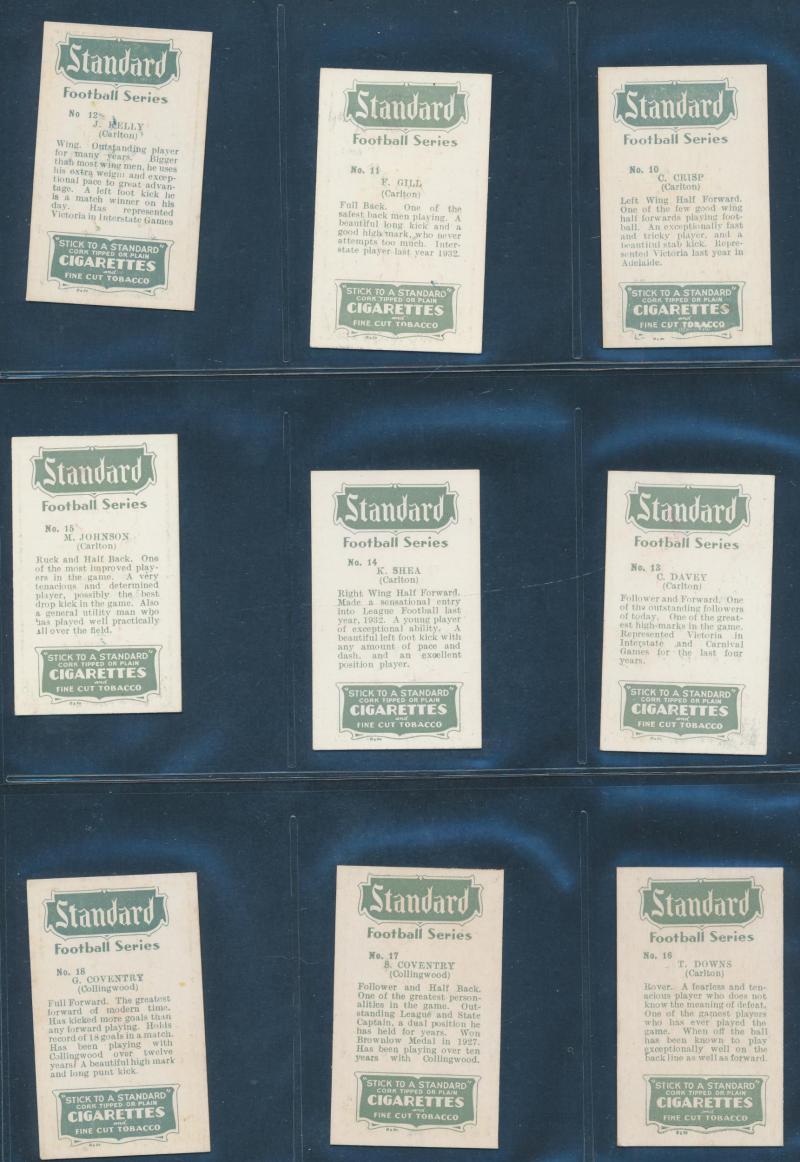 Standard
Football Series
No 12
J. KELLY
(Carlton)
Wing. Outstanding player
for many years. Bigger
than most wing men, he uses
his extra weight and excep-
tional pace to great advan-
tage. A left foot kick he
is a match winner on his
day. Has represented
Victoria in Interstate Games
"STICK TO A STANDARD"
CORK TIPPED OR PLAIN
CIGARETTES
and
FINE CUT TOBACCO
Standard
Football Series
No. 11
F. GILL
(Carlton)
Full Back. One of the
safest back men playing. A
beautiful long kick and a
good high mark, who never
attempts too much. Inter-
state player last year 1932.
"STICK TO A STANDARD"
CORK TIPPED OR PLAIN
CIGARETTES
and
FINE CUT TOBACCO
Standard
Football Series
No. 10
C. CRISP
(Carlton)
Left Wing Half Forward.
One of the few good wing
half forwards playing foot-
ball. An exceptionally fast
and tricky player, and a
beautiful stab kick. Repre-
sented Victoria last year in
Adelaide.
"STICK TO A STANDARD"
CORK TIPPED OR PLAIN
CIGARETTES
and
FINE CUT TOBACCO
Standard
Football Series
No. 15
M. JOHNSON
(Carlton)
Ruck and Half Back. One
of the most improved play-
ers in the game. A very
tenacious and determined
player, possibly the best
drop kick in the game. Also
a general utility man who
has played well practically
all over the field.
"STICK TO A STANDARD"
CORK TIPPED OR PLAIN
CIGARETTES
and
FINE CUT TOBACCO
Standard
Football Series
No. 14
K. SHEA
(Carlton)
Right Wing Half Forward.
Made a sensational entry
into League Football last
year, 1932. A young player
of exceptional ability. A
beautiful left foot kick with
any amount of pace and
dash, and an excellent
position player.
"STICK TO A STANDARD"
CORK TIPPED OR PLAIN
CIGARETTES
and
FINE CUT TOBACCO
Standard
Football Series
No. 13
C. DAVEY
(Carlton)
Follower and Forward. One
of the outstanding followers
of today. One of the great-
est high-marks in the game.
Represented Victoria in
Interstate and Carnival
Games for the last four
years.
"STICK TO A STANDARD"
CORK TIPPED OR PLAIN
CIGARETTES
and
FINE CUT TOBACCO
Standard
Football Series
No. 18
G. COVENTRY
(Collingwood)
Full Forward. The greatest
forward of modern time.
Has kicked more goals than
any forward playing. Holds
record of 18 goals in a match.
Has been playing with
Collingwood over twelve
years! A beautiful high mark
and long punt kick.
"STICK TO A STANDARD"
CORK TIPPED OR PLAIN
CIGARETTES
and
FINE CUT TOBACCO
Standard
Football Series
No. 17
S. COVENTRY
(Collingwood)
Follower and Half Back.
One of the greatest person-
alities in the game. Out-
standing League and State
Captain, a dual position he
has held for years. Won
Brownlow Medal in 1927.
Has been playing over ten
years with Collingwood.
"STICK TO A STANDARD"
CORK TIPPED OR PLAIN
CIGARETTES
and
FINE CUT TOBACCO
Standard
Football Series
No. 16
T. DOWNS
(Carlton)
Rover. A fearless and ten-
acious player who does not
know the meaning of defeat.
One of the gamest players
who has ever played the
game. When off the ball
has been known to play
exceptionally well on the
back line as well as forward.
"STICK TO A STANDARD"
CORK TIPPED OR PLAIN
CIGARETTES
and
FINE CUT TOBACCO